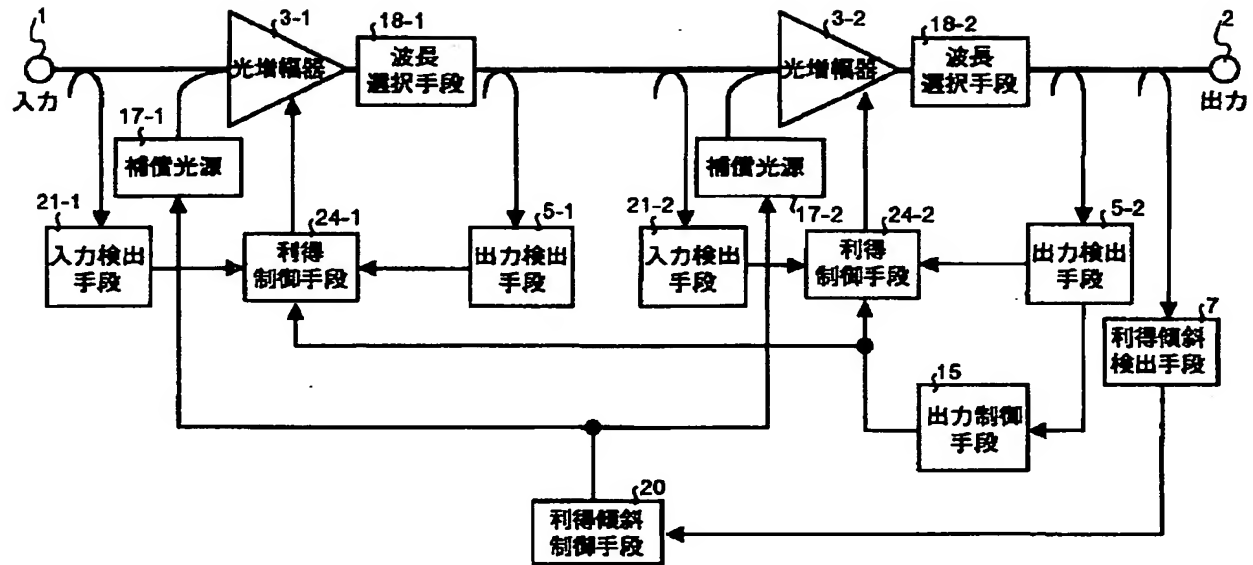 1
3-1
18-1
3-2
18-2
2
光増幅器
波長
選択手段
光増幅器
波長
選択手段
入力
出力
17-1
補償光源
補償光源
17-2
21-1
入力検出
手段
24-1
利得
制御手段
5-1
出力検出
手段
21-2
入力検出
手段
24-2
利得
制御手段
5-2
出力検出
手段
7
利得傾斜
検出手段
15
出力制御
手段
20
利得傾斜
制御手段